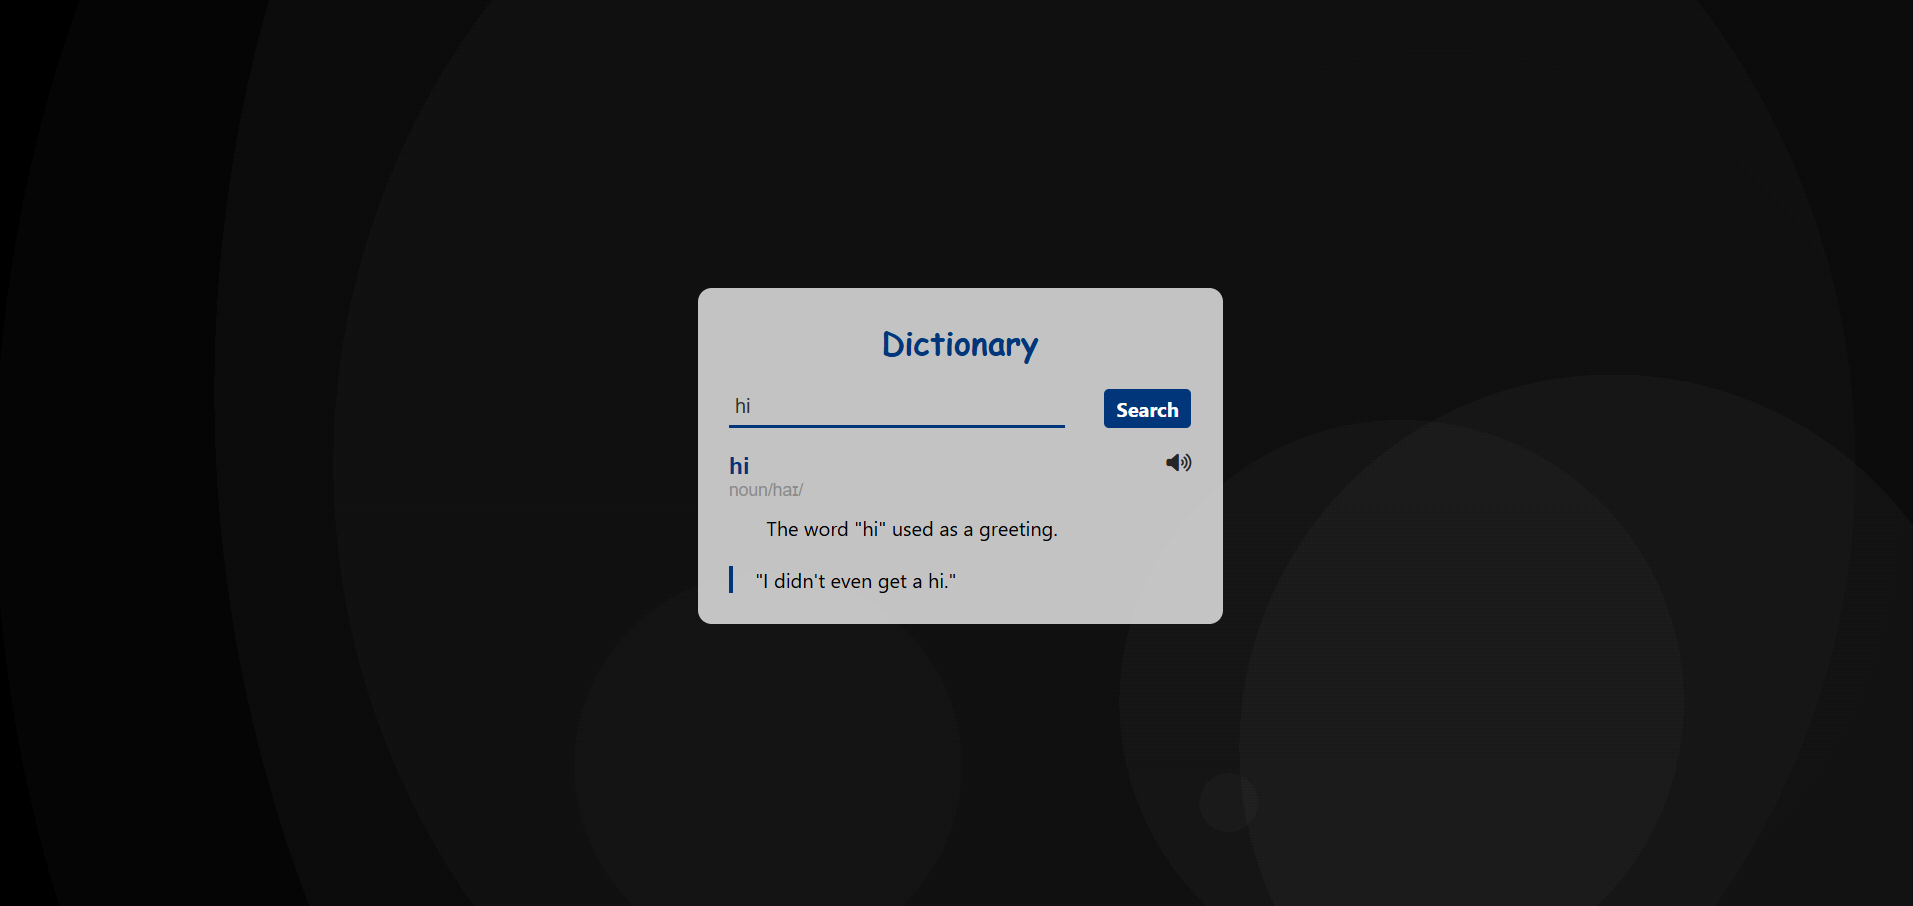 Dictionary
hi
Search
hi
noun/haɪ/
The word "hi" used as a greeting.
"I didn't even get a hi."